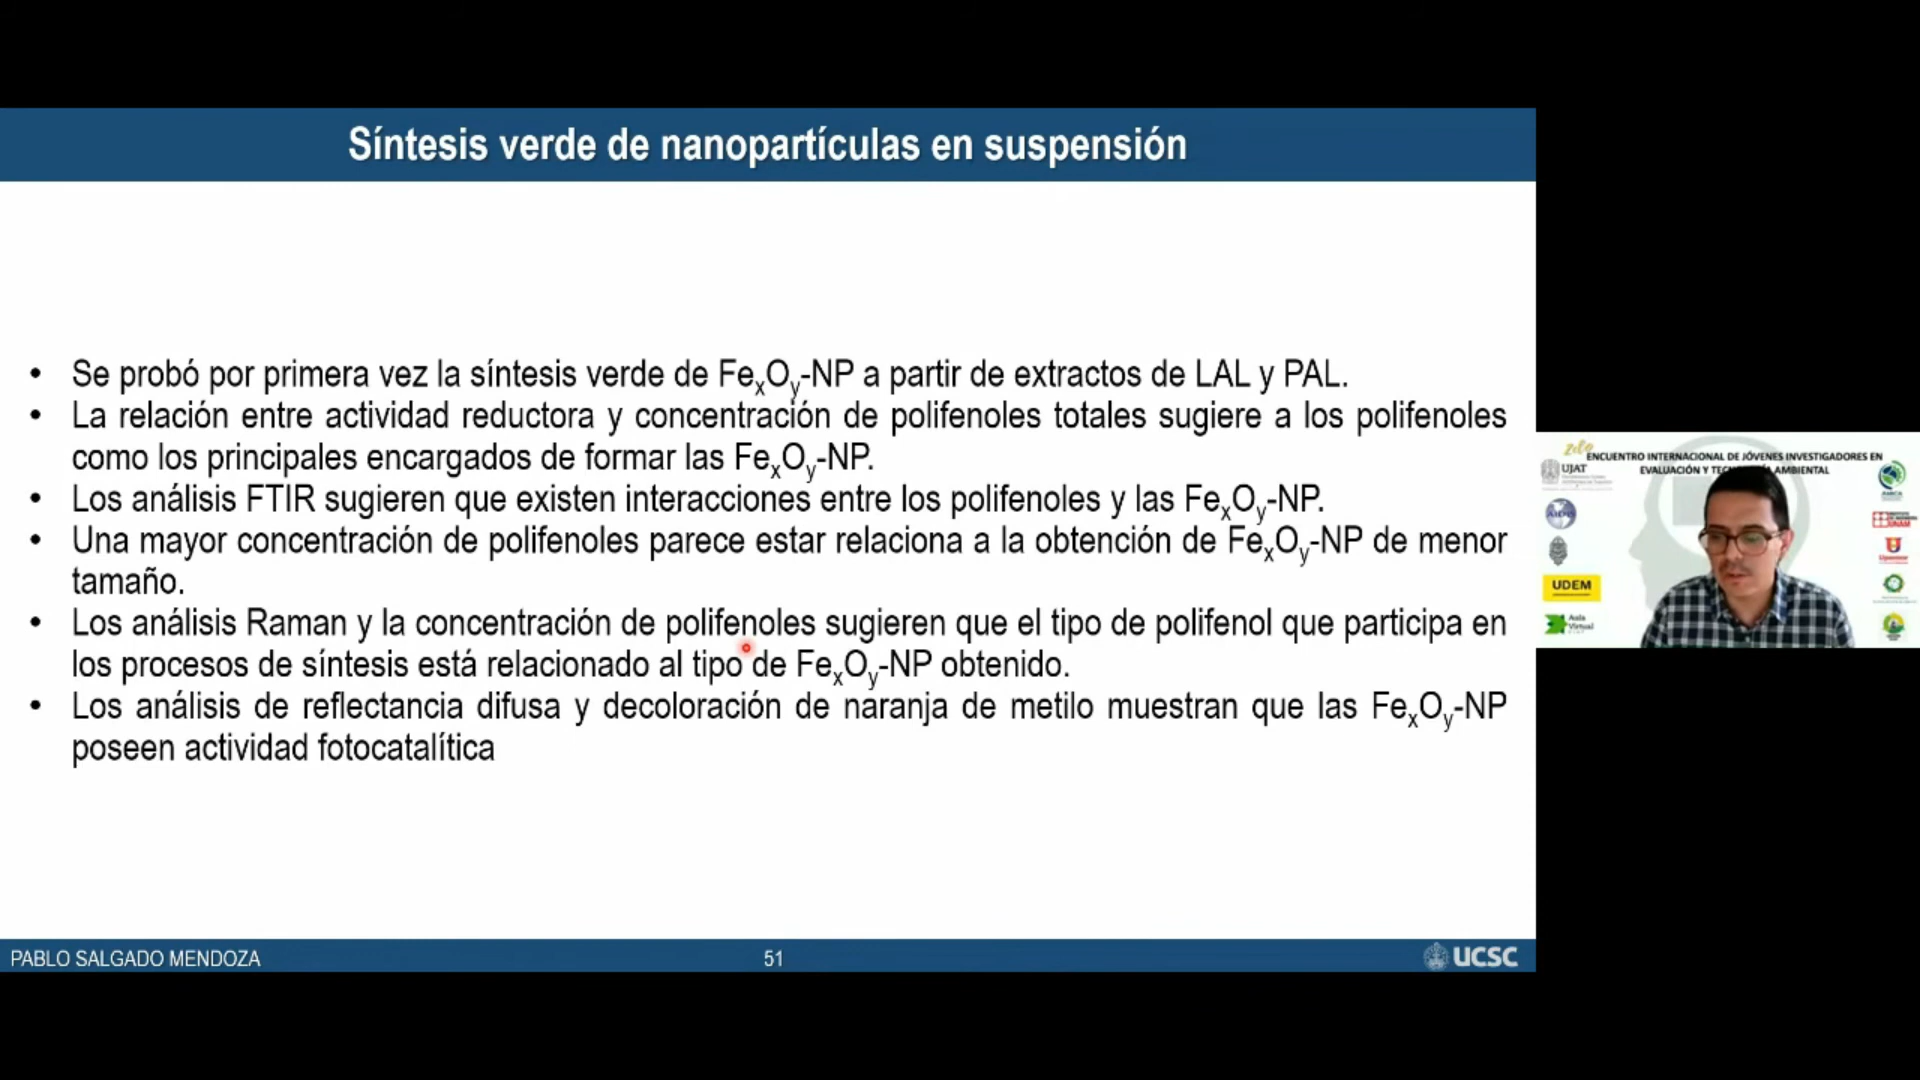 Síntesis verde de nanopartículas en suspensión
• Se probó por primera vez la síntesis verde de FexOy-NP a partir de extractos de LAL y PAL.
• La relación entre actividad reductora y concentración de polifenoles totales sugiere a los polifenoles
como los principales encargados de formar las FexOy-NP.
• Los análisis FTIR sugieren que existen interacciones entre los polifenoles y las FexOy-NP.
• Una mayor concentración de polifenoles parece estar relaciona a la obtención de FexOy-NP de menor
tamaño.
• Los análisis Raman y la concentración de polifenoles sugieren que el tipo de polifenol que participa en
los procesos de síntesis está relacionado al tipo de FexOy-NP obtenido.
• Los análisis de reflectancia difusa y decoloración de naranja de metilo muestran que las FexOy-NP
poseen actividad fotocatalítica
PABLO SALGADO MENDOZA
51
UCSC
ENCUENTRO INTERNACIONAL DE JÓVENES INVESTIGADORES EN
EVALUACIÓN Y AMBIENTAL
UJAT
AIDIS
UNAM
UDEM
Aula
Virtual